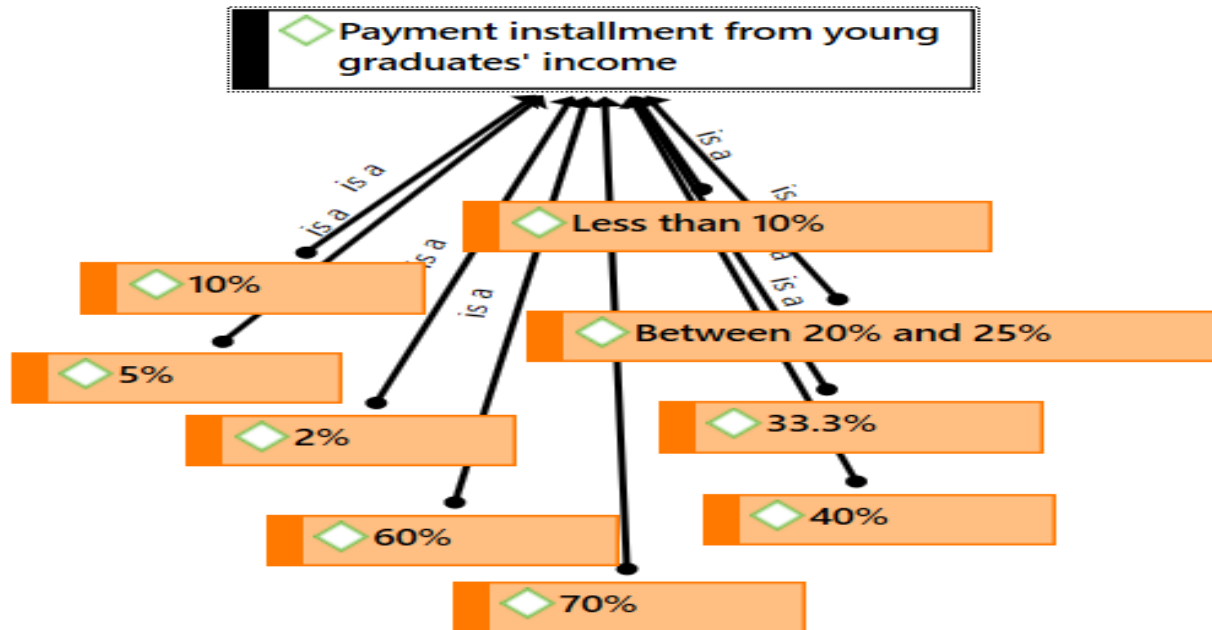 Payment installment from young
graduates' income
is a
is a
is a
is
Less than 10%
is a
is a
10%
is a
a
is a
Between 20% and 25%
5%
33.3%
2%
40%
60%
70%